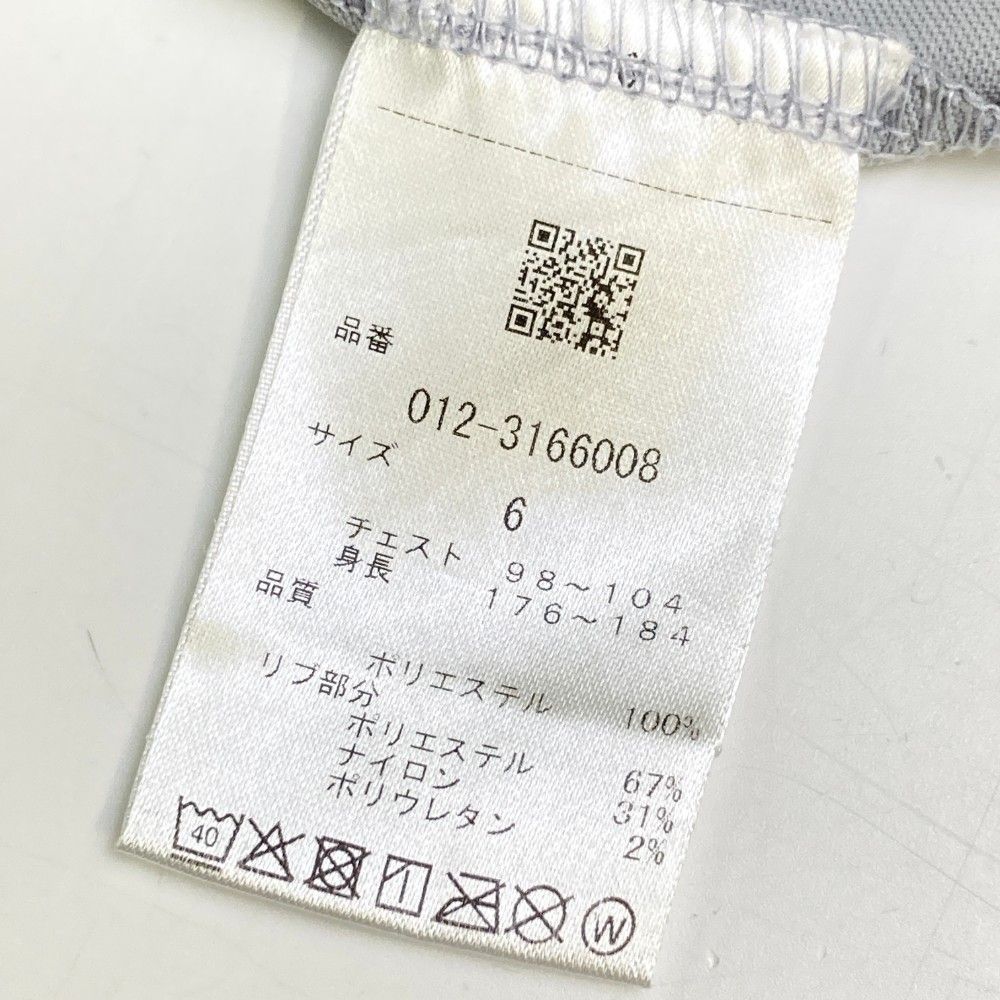 品番
012-3166008
サイズ
6
チェスト 98~104
身長 176~184
品質
ポリエステル 100%
リブ部分
ポリエステル 67%
ナイロン 31%
ポリウレタン 2%
40
W